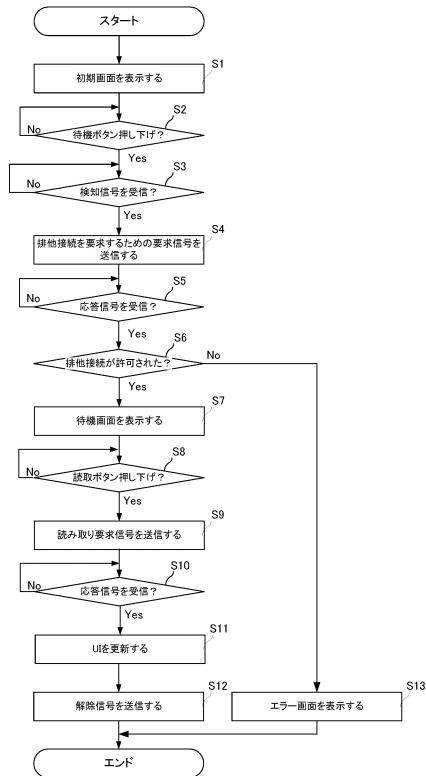 スタート
S1
初期画面を表示する
S2
待機ボタン押し下げ？
No
Yes
S3
検知信号を受信？
No
Yes
S4
排他接続を要求するための要求信号を
送信する
S5
応答信号を受信？
No
Yes
S6
排他接続が許可された？
No
Yes
S7
待機画面を表示する
S8
読取ボタン押し下げ？
No
Yes
S9
読み取り要求信号を送信する
S10
応答信号を受信？
No
Yes
S11
UIを更新する
S12
解除信号を送信する
S13
エラー画面を表示する
エンド